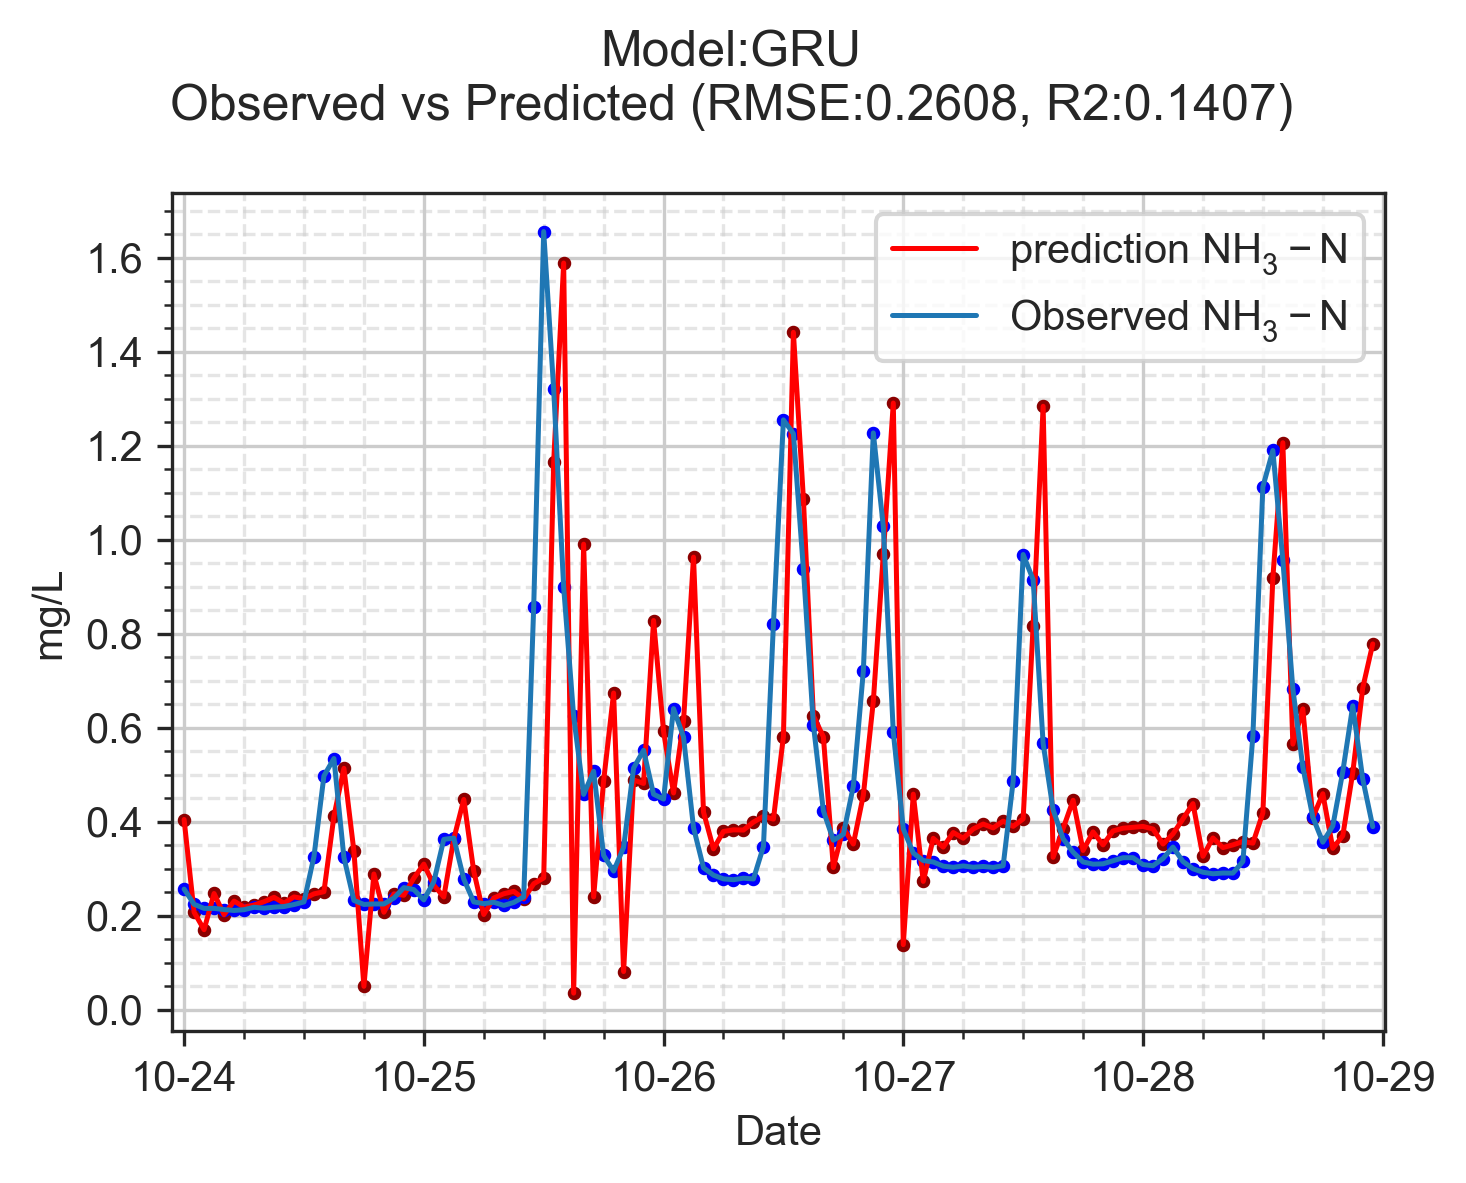 Model:GRU
Observed vs Predicted (RMSE:0.2608, R2:0.1407)
prediction NH₃ − N
Observed NH₃ − N
1.6
1.4
1.2
1.0
0.8
0.6
0.4
0.2
0.0
mg/L
10-24 10-25 10-26 10-27 10-28 10-29
Date